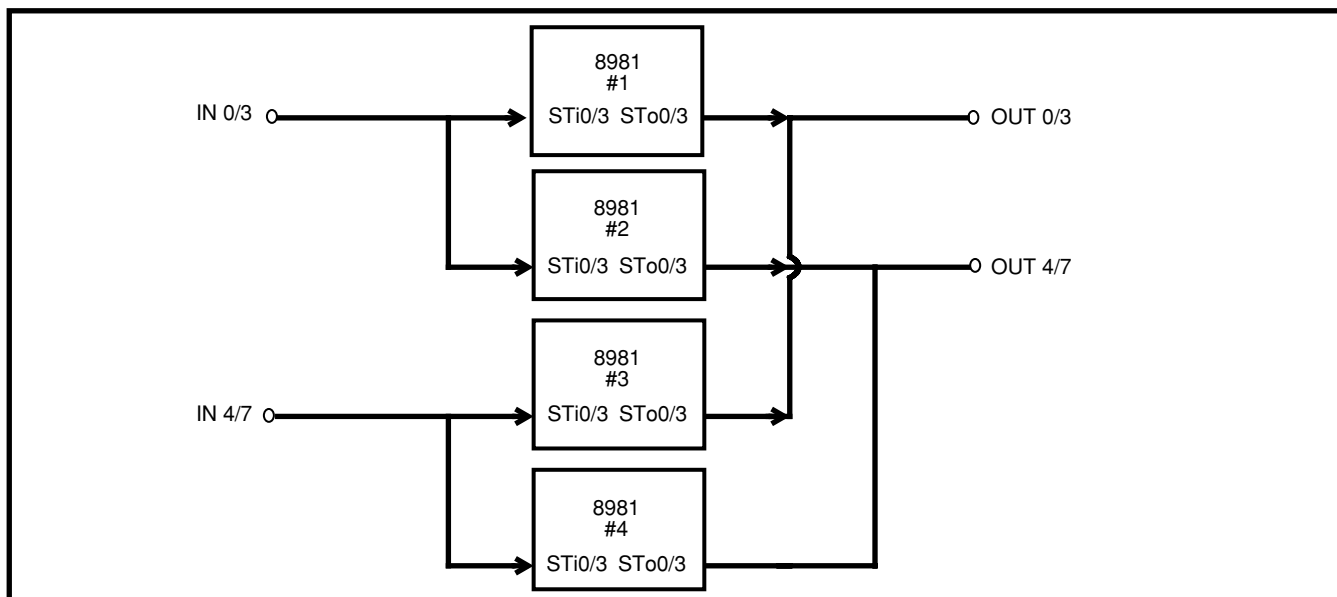 8981
#1
IN 0/3
STi0/3 STo0/3
OUT 0/3
8981
#2
STi0/3 STo0/3
OUT 4/7
8981
#3
IN 4/7
STi0/3 STo0/3
8981
#4
STi0/3 STo0/3